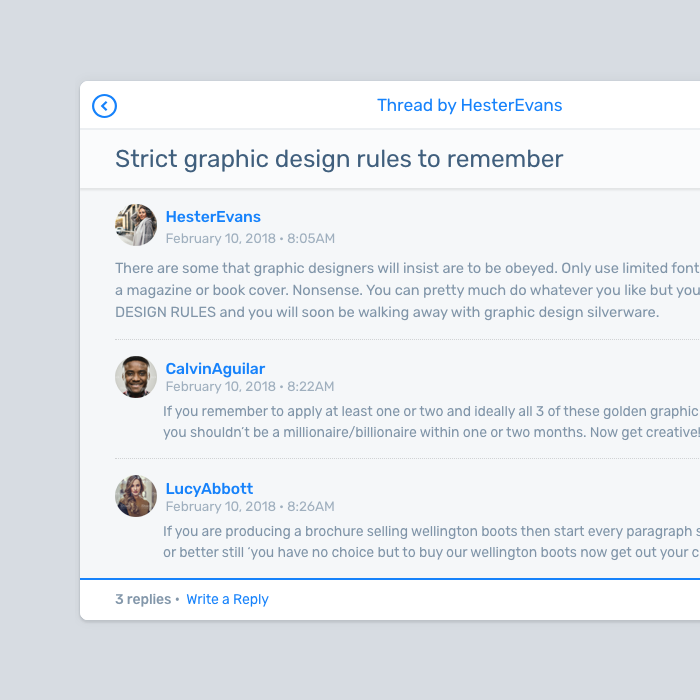 Thread by HesterEvans
Strict graphic design rules to remember
HesterEvans
February 10, 2018 • 8:05AM
There are some that graphic designers will insist are to be obeyed. Only use limited font
a magazine or book cover. Nonsense. You can pretty much do whatever you like but you
DESIGN RULES and you will soon be walking away with graphic design silverware.
CalvinAguilar
February 10, 2018 • 8:22AM
If you remember to apply at least one or two and ideally all 3 of these golden graphic
you shouldn't be a millionaire/billionaire within one or two months. Now get creative!
LucyAbbott
February 10, 2018 • 8:26AM
If you are producing a brochure selling wellington boots then start every paragraph s
or better still 'you have no choice but to buy our wellington boots now get out your c
3 replies • Write a Reply